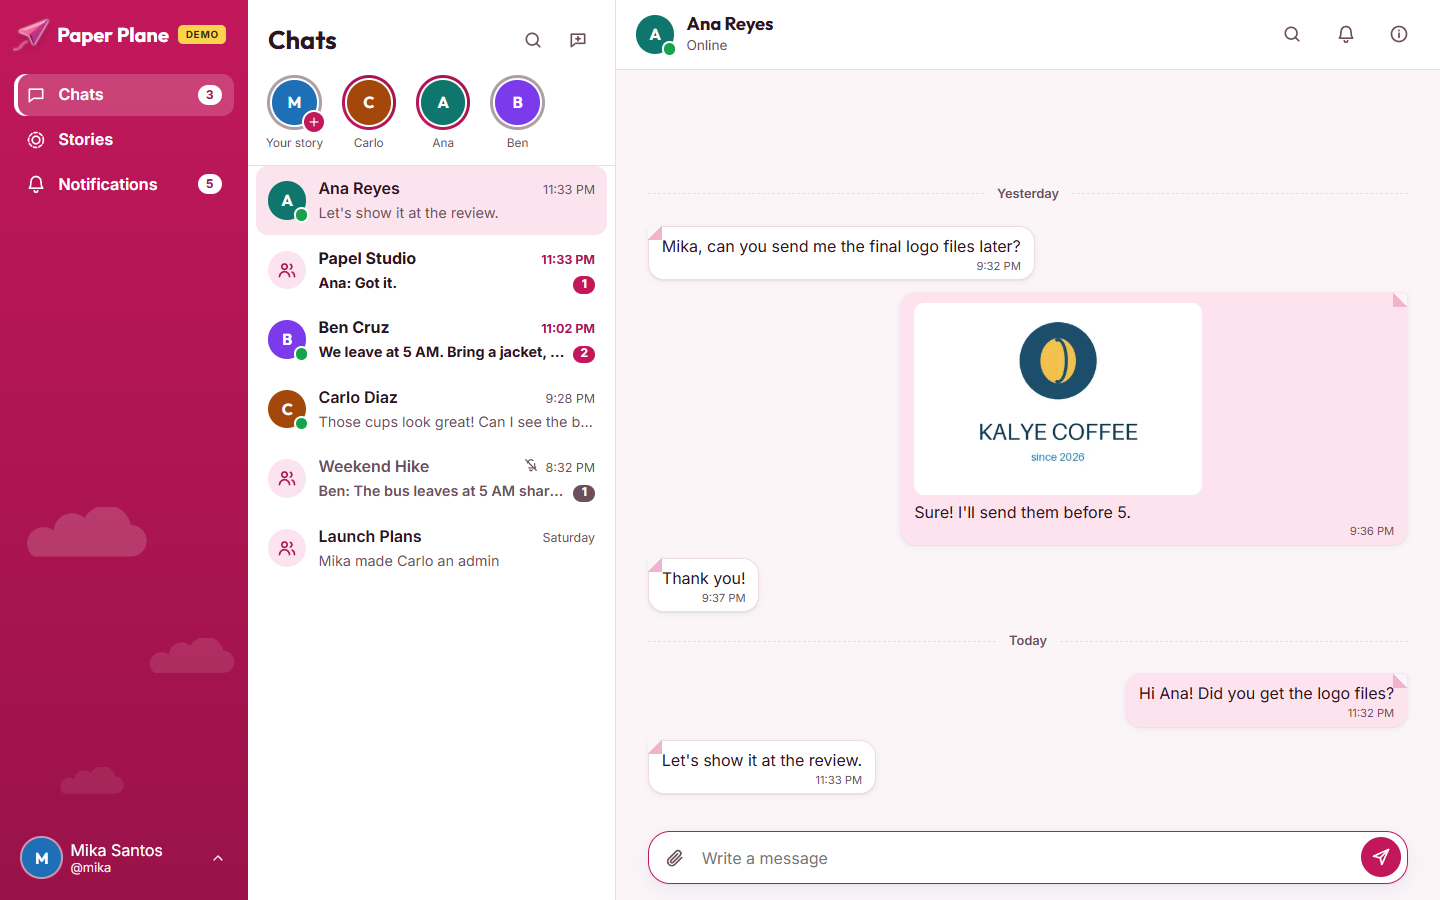 Paper Plane DEMO
Chats 3
Stories
Notifications 5
M
Mika Santos
@mika
Chats
M
C
A
B
Your story
Carlo
Ana
Ben
A
Ana Reyes 11:33 PM
Let's show it at the review.
Papel Studio 11:33 PM
Ana: Got it. 1
B
Ben Cruz 11:02 PM
We leave at 5 AM. Bring a jacket, ... 2
C
Carlo Diaz 9:28 PM
Those cups look great! Can I see the b...
Weekend Hike 8:32 PM
Ben: The bus leaves at 5 AM shar... 1
Launch Plans Saturday
Mika made Carlo an admin
A
Ana Reyes
Online
Yesterday
Mika, can you send me the final logo files later?
9:32 PM
KALYE COFFEE
since 2026
Sure! I'll send them before 5.
9:36 PM
Thank you!
9:37 PM
Today
Hi Ana! Did you get the logo files?
11:32 PM
Let's show it at the review.
11:33 PM
Write a message